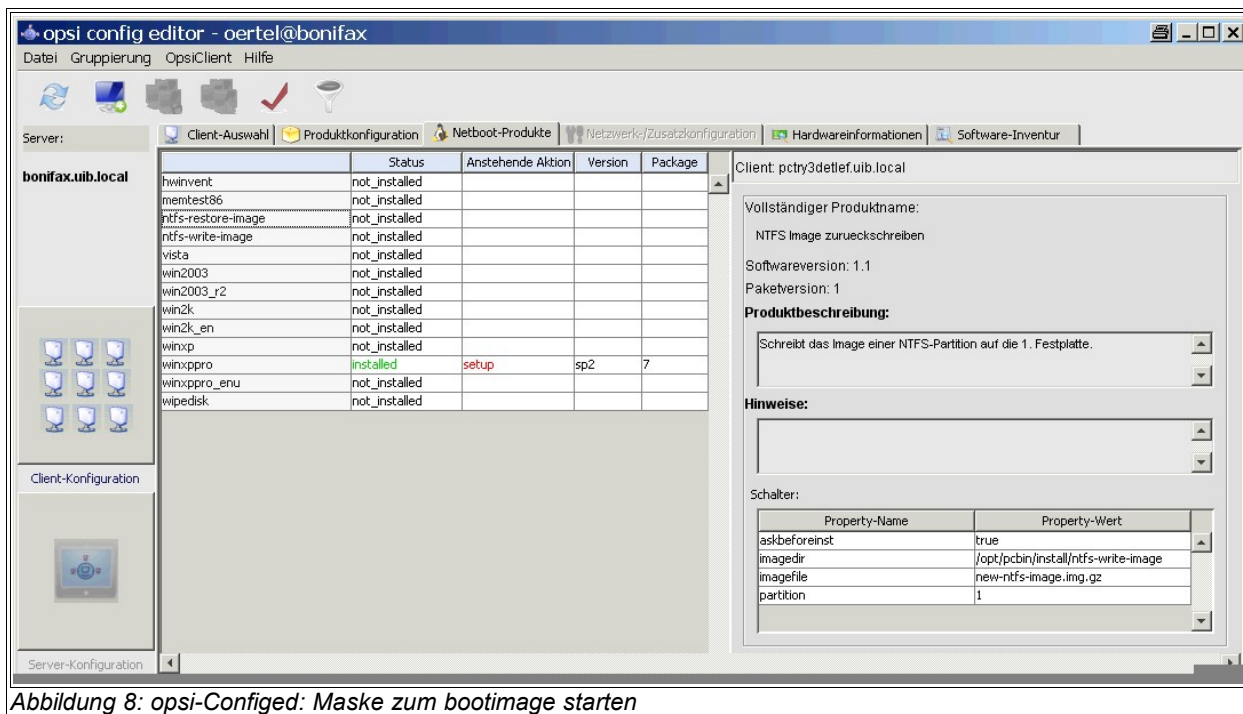 opsi config editor - oertel@bonifax
Datei Gruppierung OpsiClient Hilfe
Server:
Client-Auswahl Produktkonfiguration Netboot-Produkte Netzwerk-/Zusatzkonfiguration Hardwareinformationen Software-Inventur
bonifax.uib.local
Client-Konfiguration
Server-Konfiguration
Status Anstehende Aktion Version Package
hwinvent not_installed
memtest86 not_installed
ntfs-restore-image not_installed
ntfs-write-image not_installed
vista not_installed
win2003 not_installed
win2003_r2 not_installed
win2k not_installed
win2k_en not_installed
winxp not_installed
winxppro installed setup sp2 7
winxppro_enu not_installed
wipedisk not_installed
Client: pctry3detlef.uib.local
Vollständiger Produktname:
NTFS Image zurueckschreiben
Softwareversion: 1.1
Paketversion: 1
Produktbeschreibung:
Schreibt das Image einer NTFS-Partition auf die 1. Festplatte.
Hinweise:
Schalter:
Property-Name Property-Wert
askbeforeinst true
imagedir /opt/pcbin/install/ntfs-write-image
imagefile new-ntfs-image.img.gz
partition 1
Abbildung 8: opsi-Configed: Maske zum bootimage starten